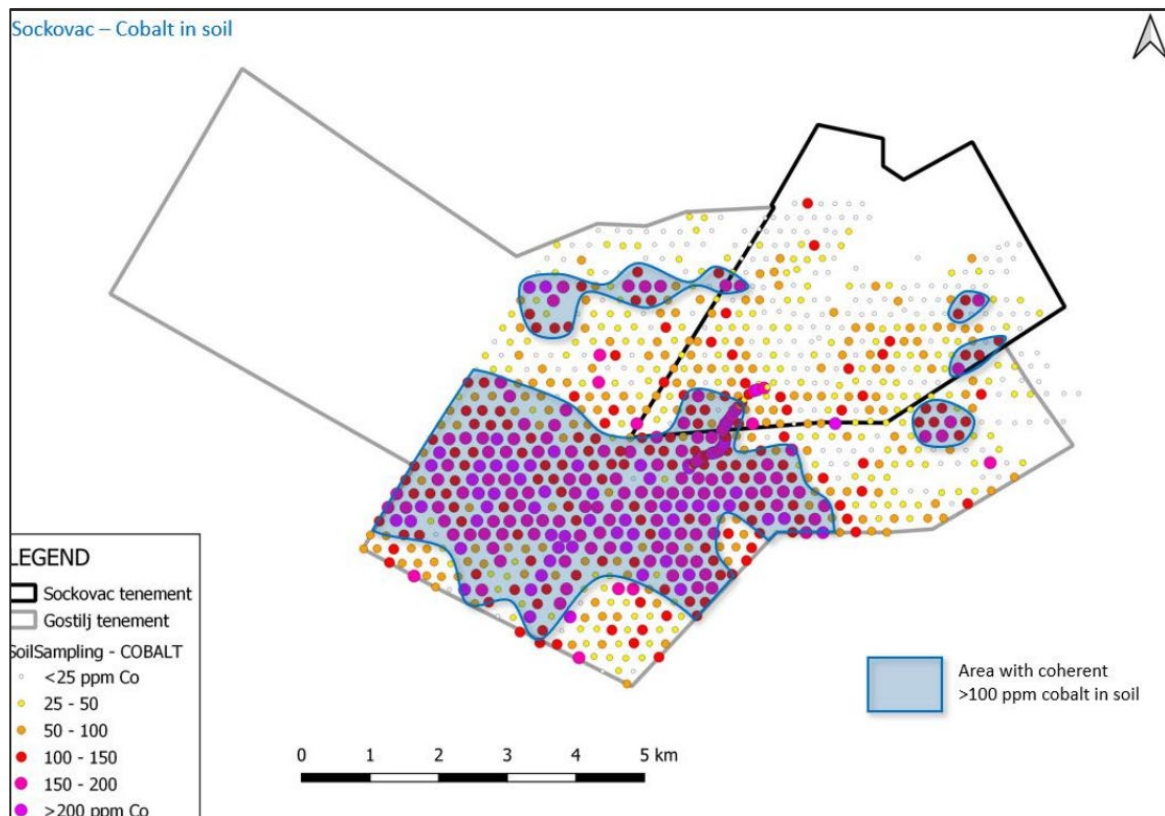 Sockovac – Cobalt in soil
LEGEND
Sockovac tenement
Gostilj tenement
SoilSampling - COBALT
<25 ppm Co
25 - 50
50 - 100
100 - 150
150 - 200
>200 ppm Co
0 1 2 3 4 5 km
Area with coherent
>100 ppm cobalt in soil